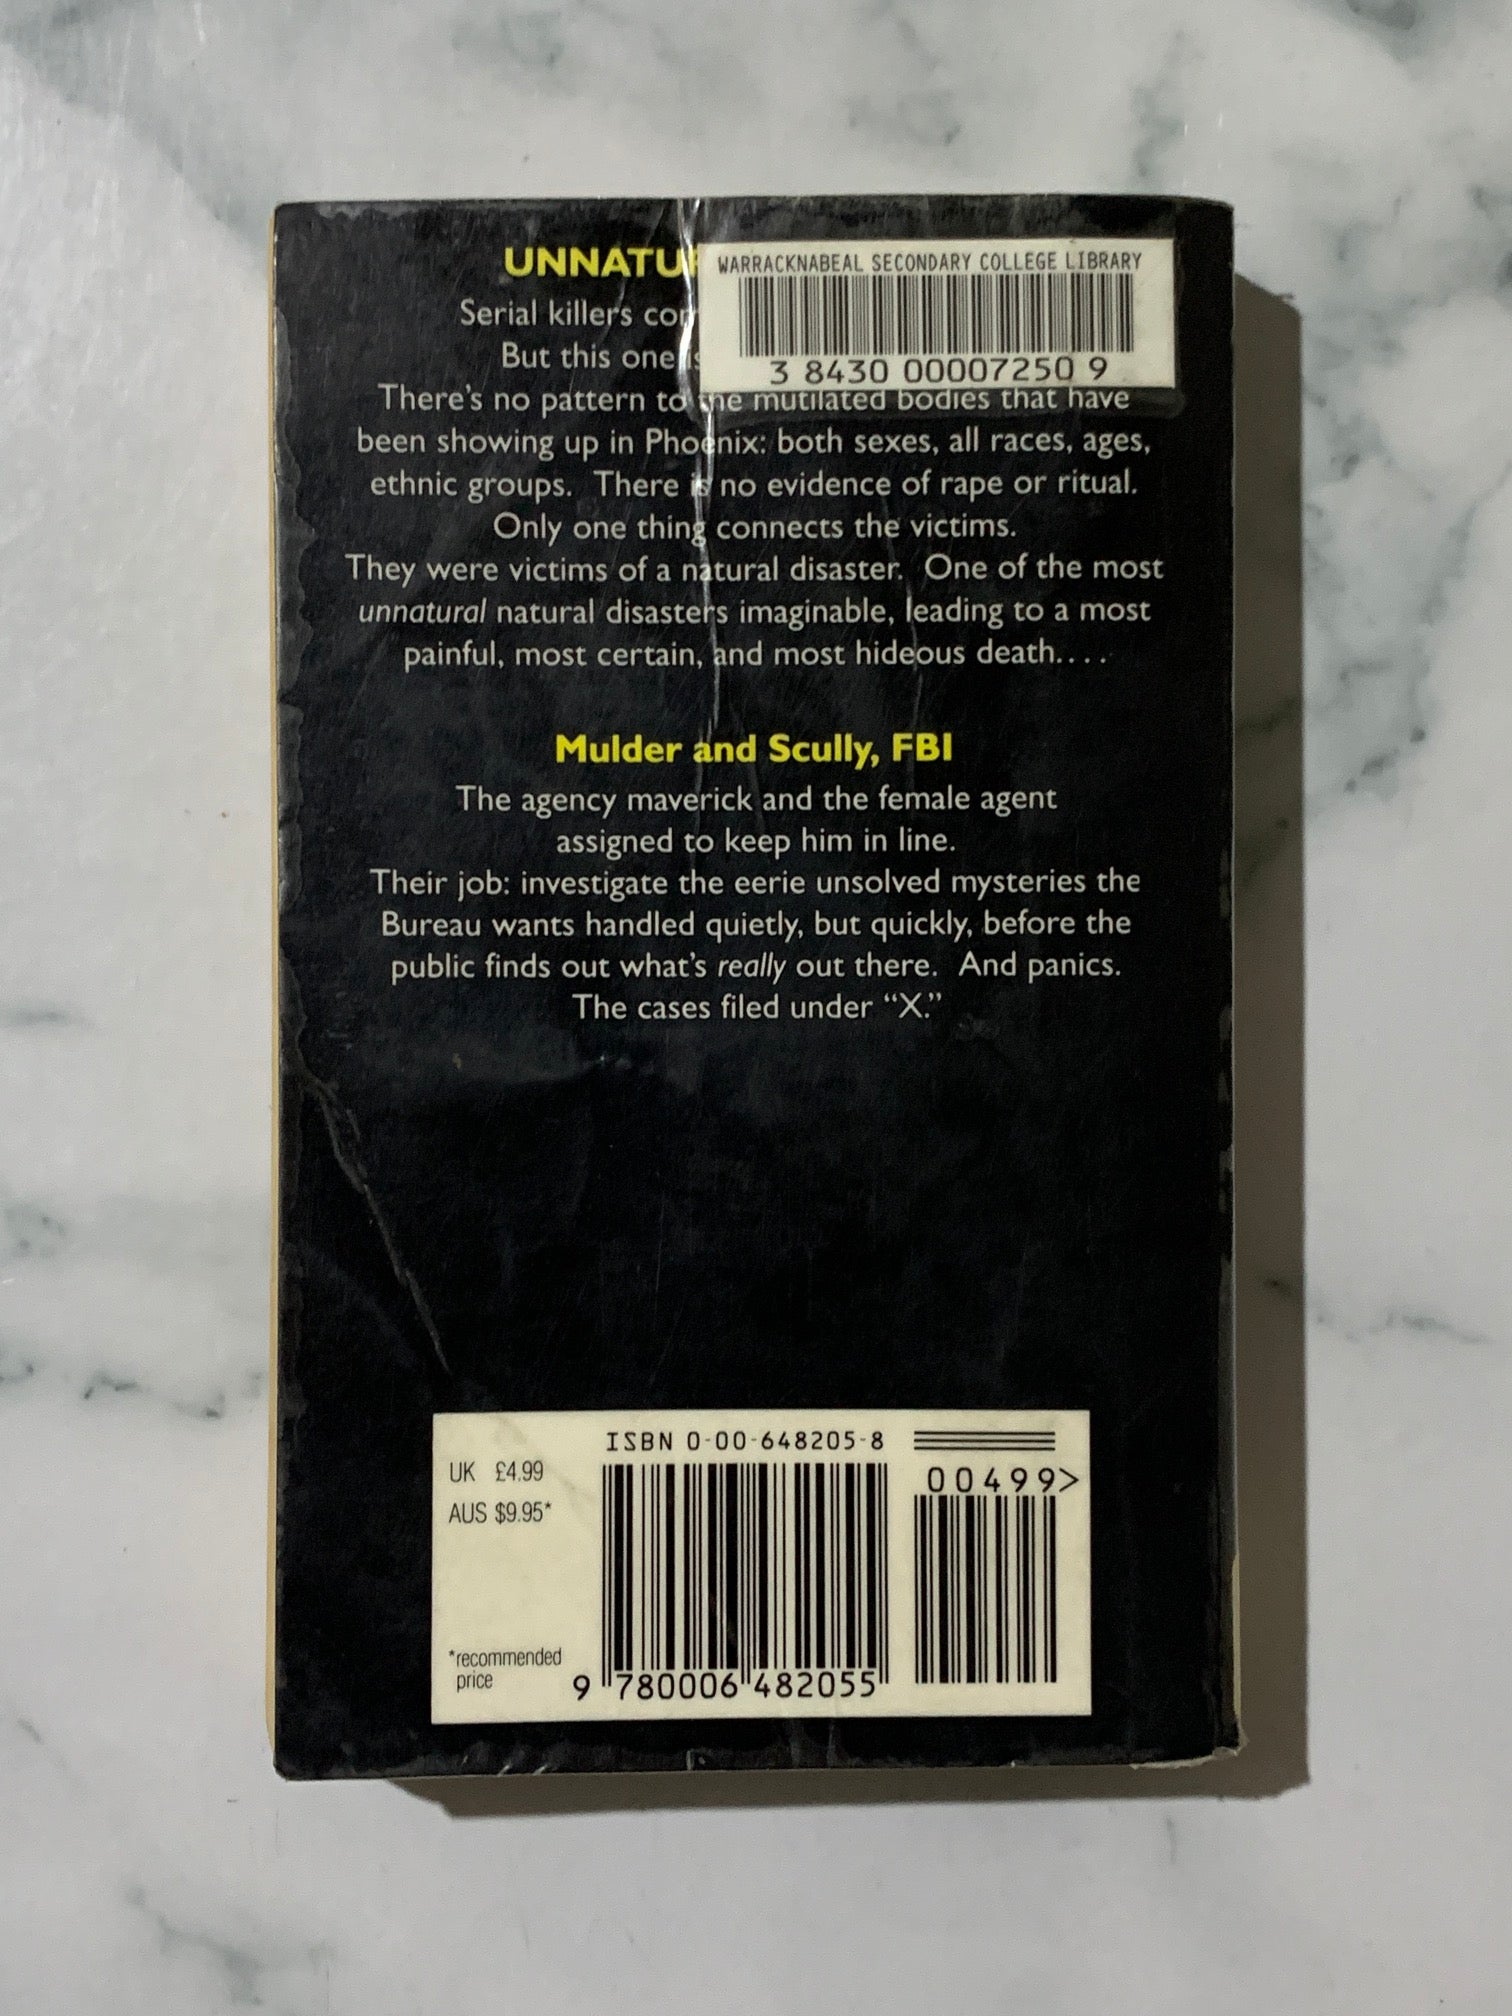 UNNATU
WARRACKNABEAL SECONDARY COLLEGE LIBRARY
3 8430 00007250 9
Serial killers
But this one
There's no pattern to the mutilated bodies that have
been showing up in Phoenix: both sexes, all races, ages,
ethnic groups. There is no evidence of rape or ritual.
Only one thing connects the victims.
They were victims of a natural disaster. One of the most
unnatural natural disasters imaginable, leading to a most
painful, most certain, and most hideous death....
Mulder and Scully, FBI
The agency maverick and the female agent
assigned to keep him in line.
Their job: investigate the eerie unsolved mysteries the
Bureau wants handled quietly, but quickly, before the
public finds out what's really out there. And panics.
The cases filed under “X.”
ISBN 0-00-648205-8
UK £4.99
AUS $9.95*
00499>
*recommended
price
9 780006 482055